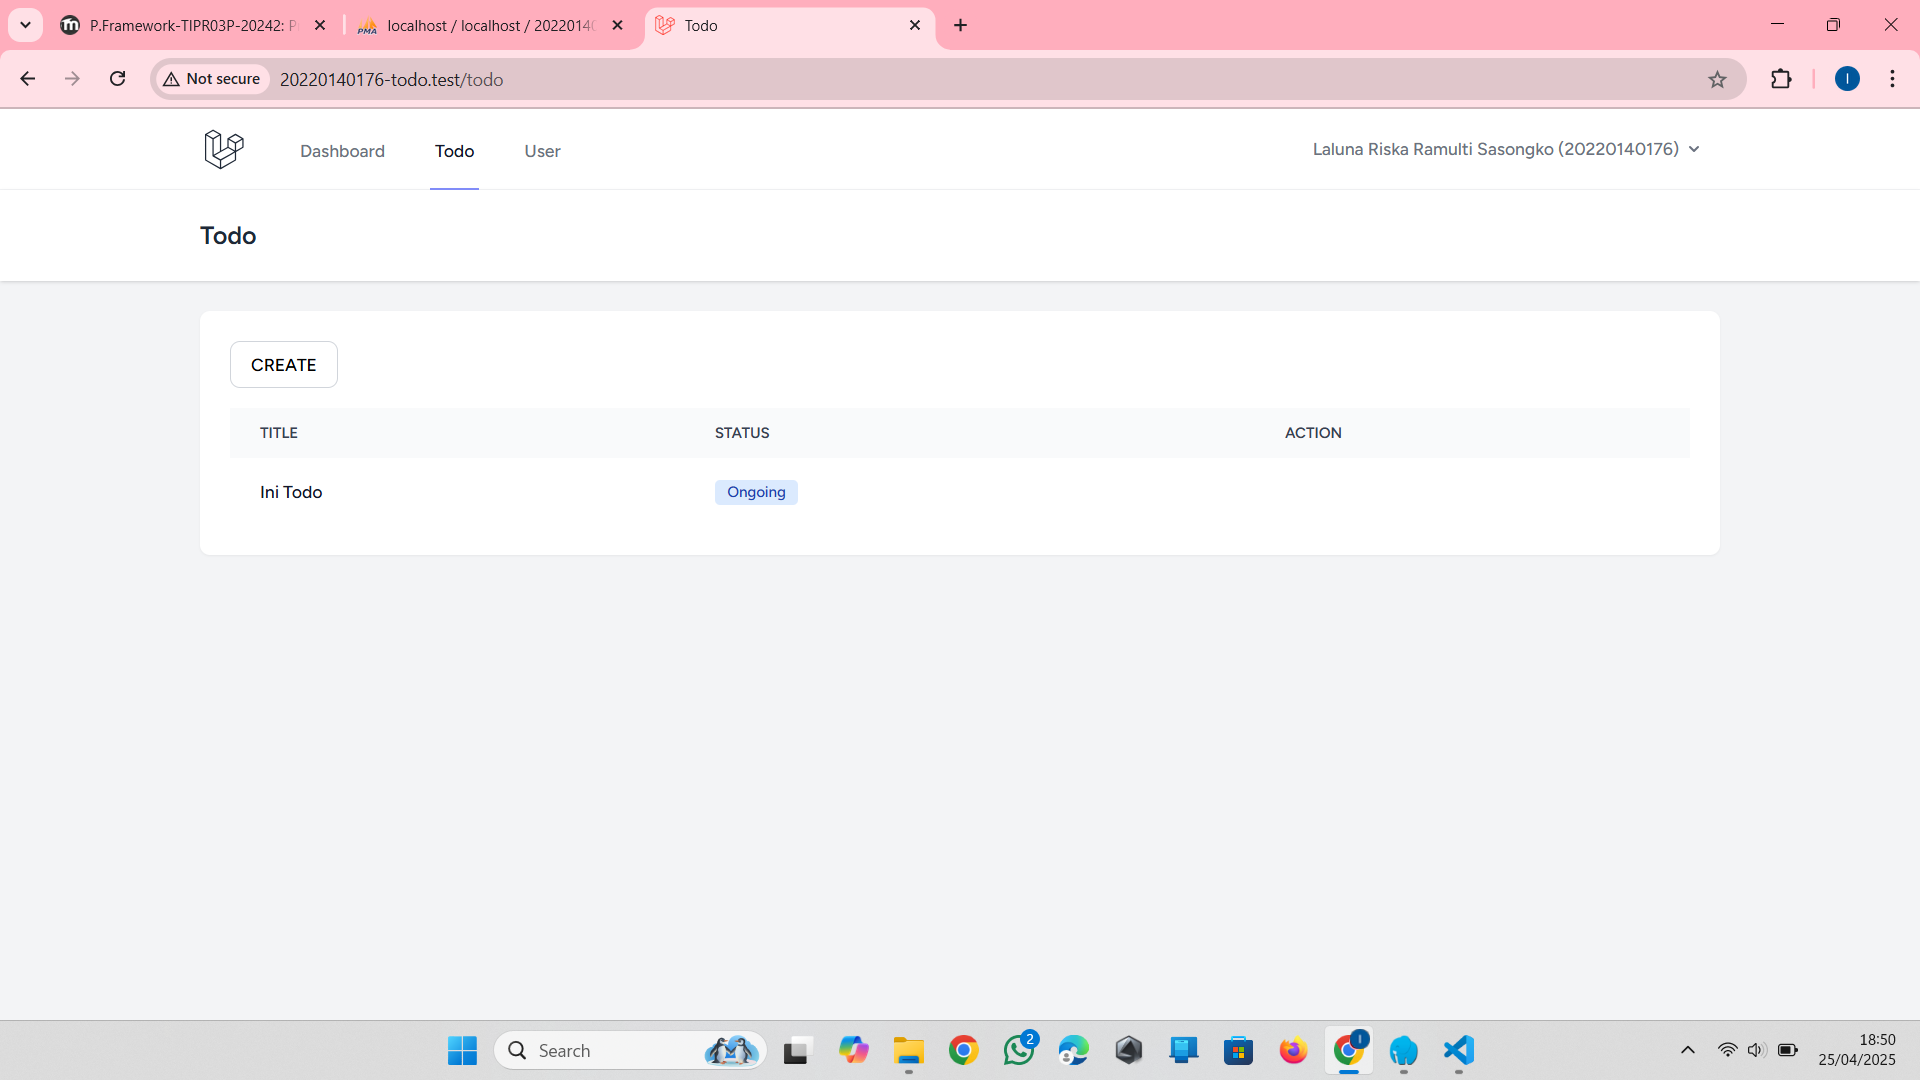 P.Framework-TIPR03P-20242: P
localhost / localhost / 2022014
Todo
Not secure
20220140176-todo.test/todo
I
Dashboard
Todo
User
Laluna Riska Ramulti Sasongko (20220140176)
Todo
CREATE
TITLE
STATUS
ACTION
Ini Todo
Ongoing
Search
2
I
18:50
25/04/2025